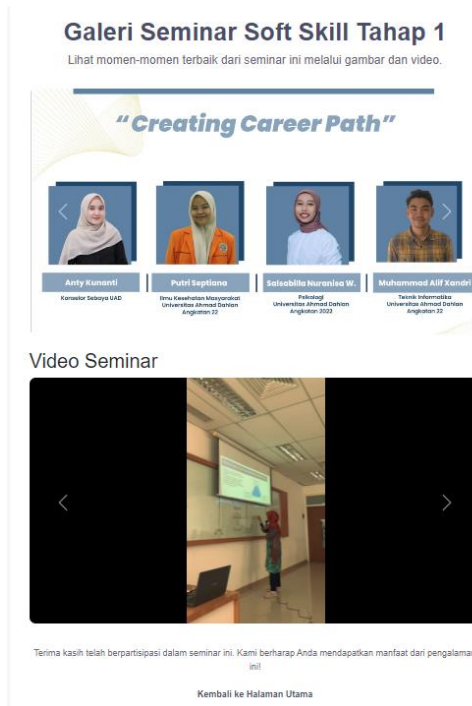 Galeri Seminar Soft Skill Tahap 1
Lihat momen-momen terbaik dari seminar ini melalui gambar dan video.
“Creating Career Path”
Anty Kunanti
Konselor Sebaya UAD
Putri Septiana
Ilmu Kesehatan Masyarakat
Universitas Ahmad Dahlan
Angkatan 22
Salsabilla Nuranisa W.
Psikologi
Universitas Ahmad Dahlan
Angkatan 2022
Muhammad Alif Xandri
Teknik Informatika
Universitas Ahmad Dahlan
Angkatan 22
Video Seminar
Terima kasih telah berpartisipasi dalam seminar ini. Kami berharap Anda mendapatkan manfaat dari pengalaman
ini!
Kembali ke Halaman Utama